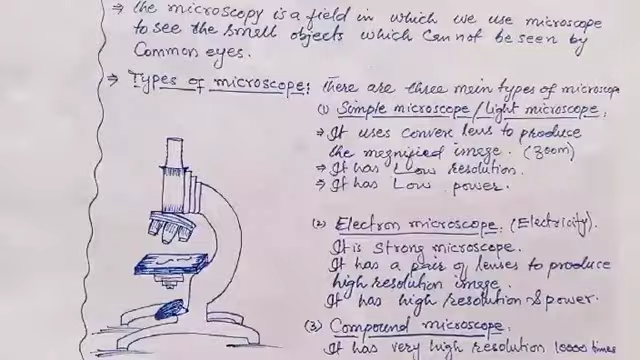 ⇒ the microscopy is a field in which we use microscope
to see the small objects which can not be seen by
Common eyes.
⇒ Types of microscope: There are three main types of microscop
(1) Simple microscope/Light microscope,
⇒ It uses convex lens to produce
the magnified image. (Zoom)
⇒ It has Low resolution.
⇒ It has Low power.
(2) Electron microscope: (Electricity).
It is strong microscope.
It has a pair of lenses to produce
high resolution image.
It has high resolution & power.
(3) Compound microscope,
It has very high resolution 10000 times